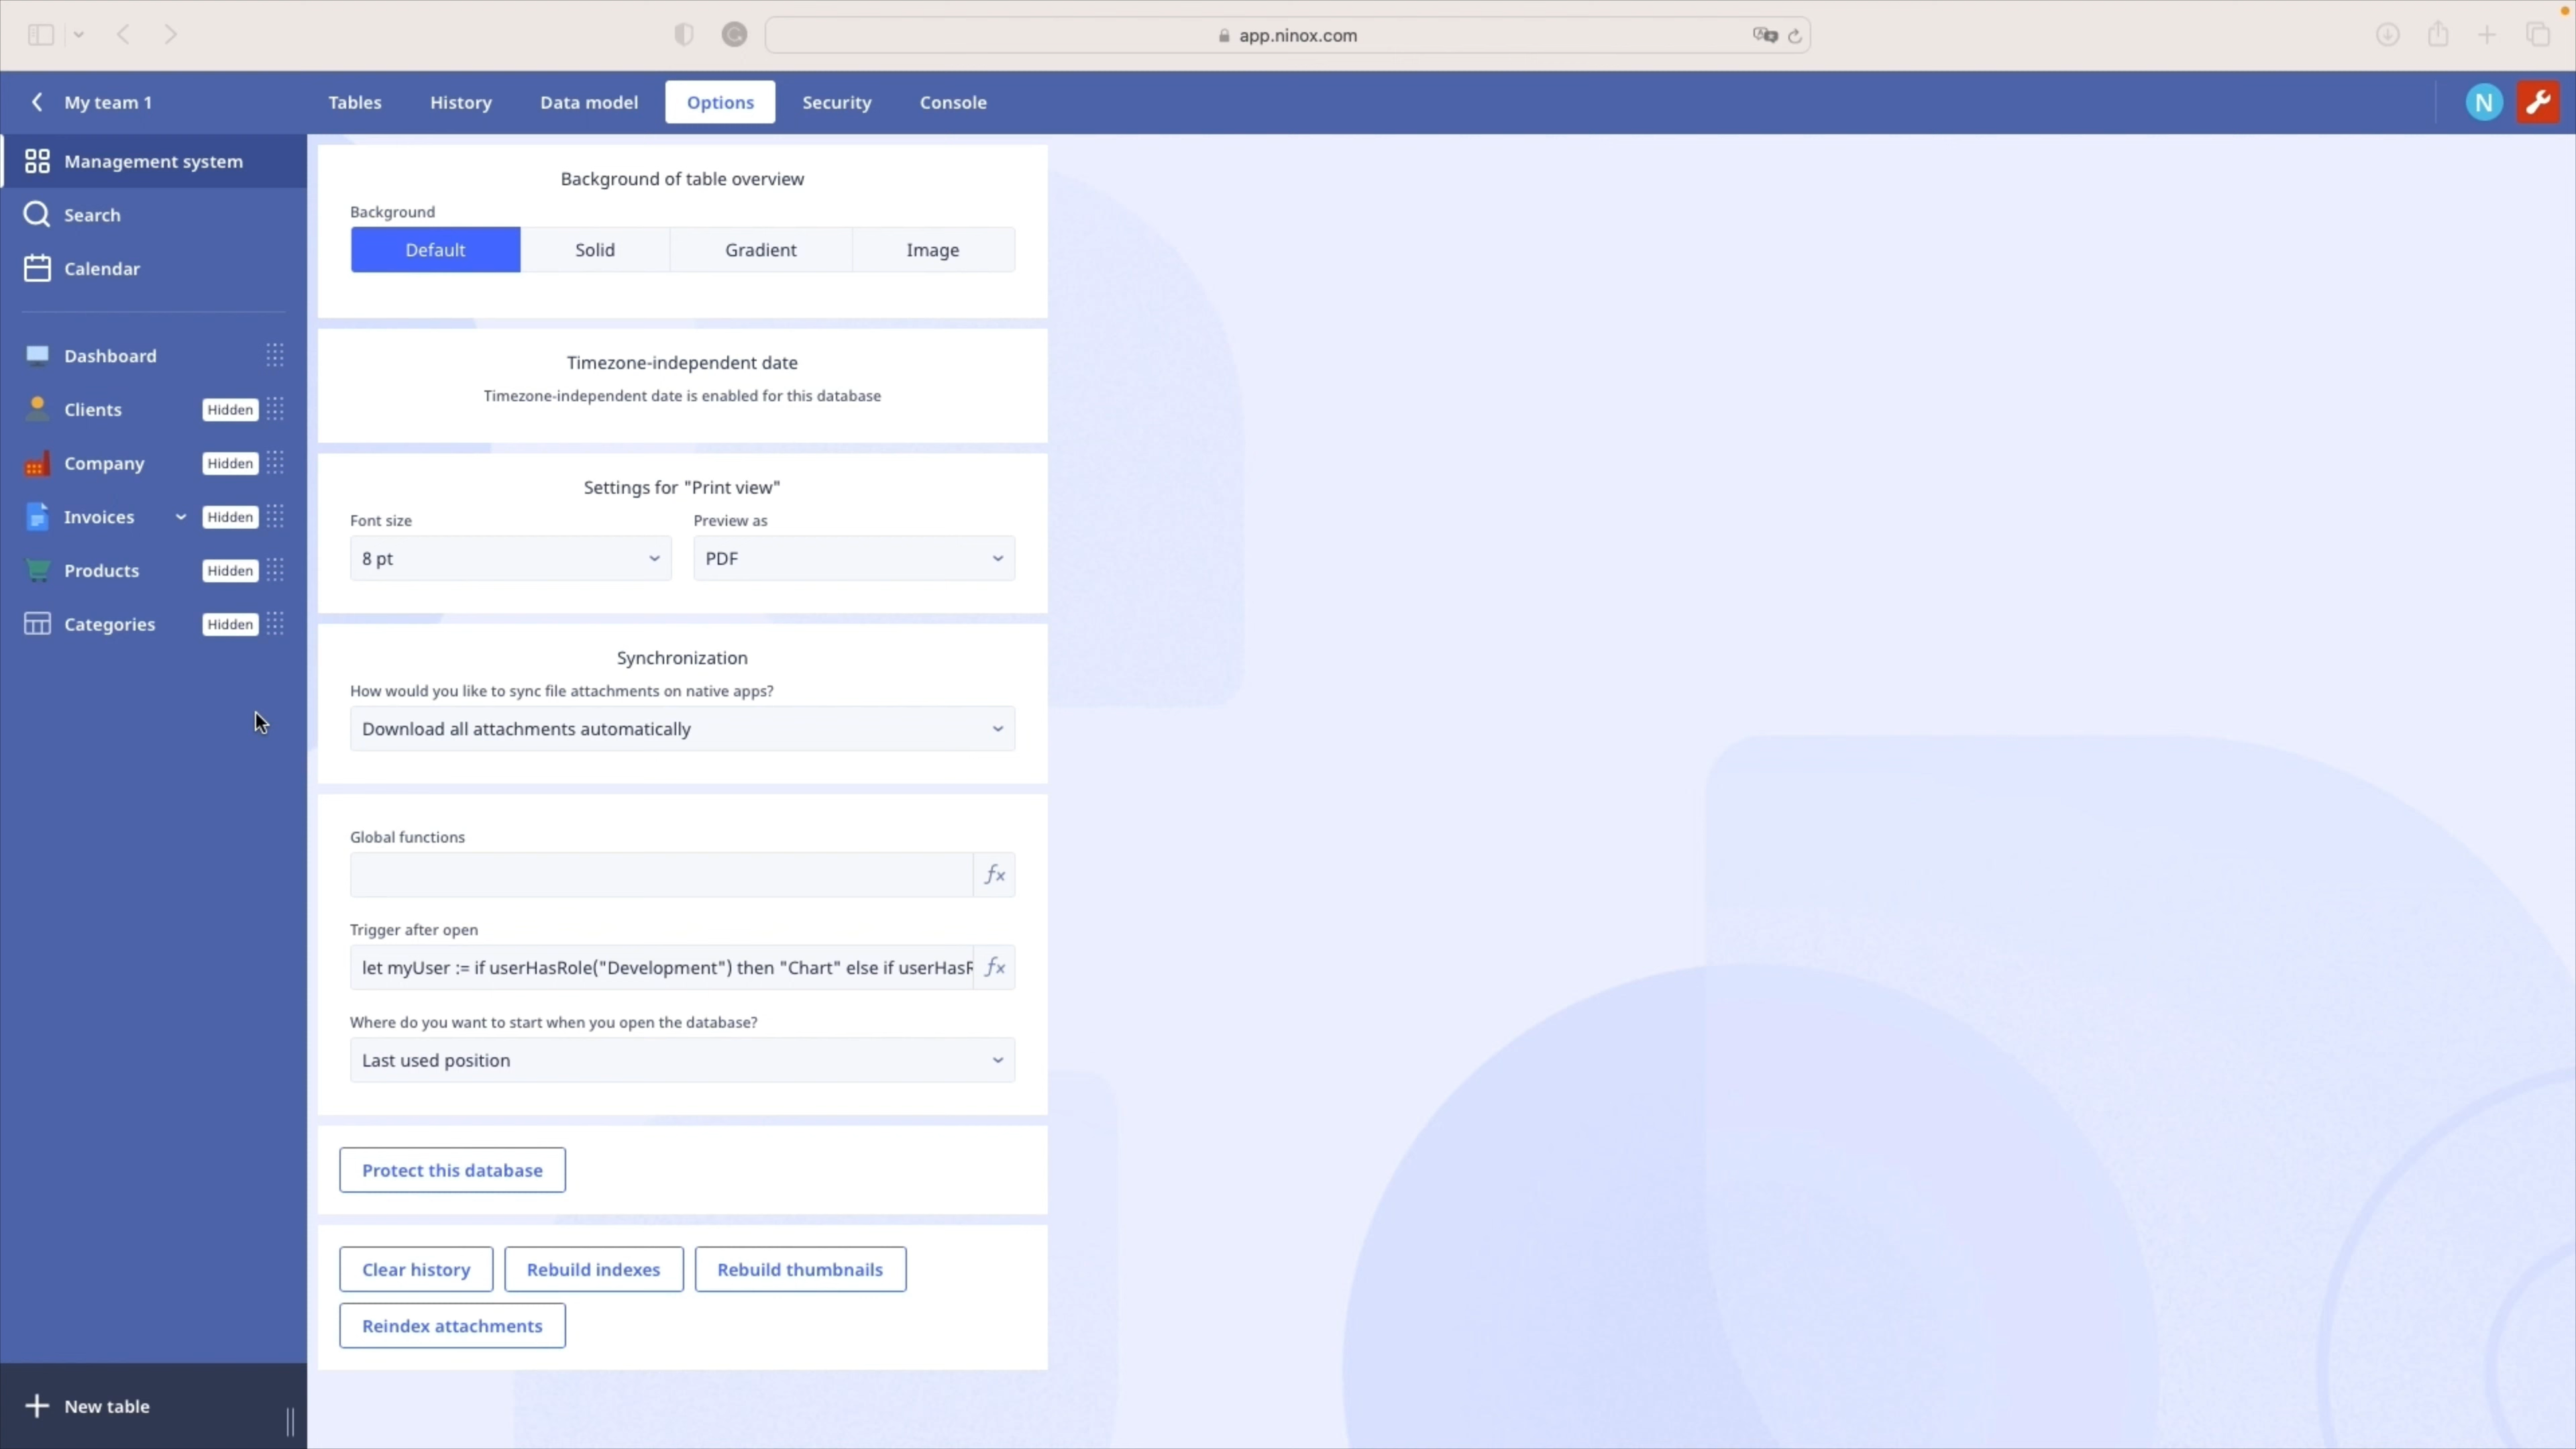 app.ninox.com
My team 1
Tables History Data model Options Security Console
N
Management system
Search
Calendar
Dashboard
Clients Hidden
Company Hidden
Invoices Hidden
Products Hidden
Categories Hidden
New table
Background of table overview
Background
Default Solid Gradient Image
Timezone-independent date
Timezone-independent date is enabled for this database
Settings for "Print view"
Font size Preview as
8 pt PDF
Synchronization
How would you like to sync file attachments on native apps?
Download all attachments automatically
Global functions
fx
Trigger after open
let myUser := if userHasRole("Development") then "Chart" else if userHasR fx
Where do you want to start when you open the database?
Last used position
Protect this database
Clear history Rebuild indexes Rebuild thumbnails
Reindex attachments